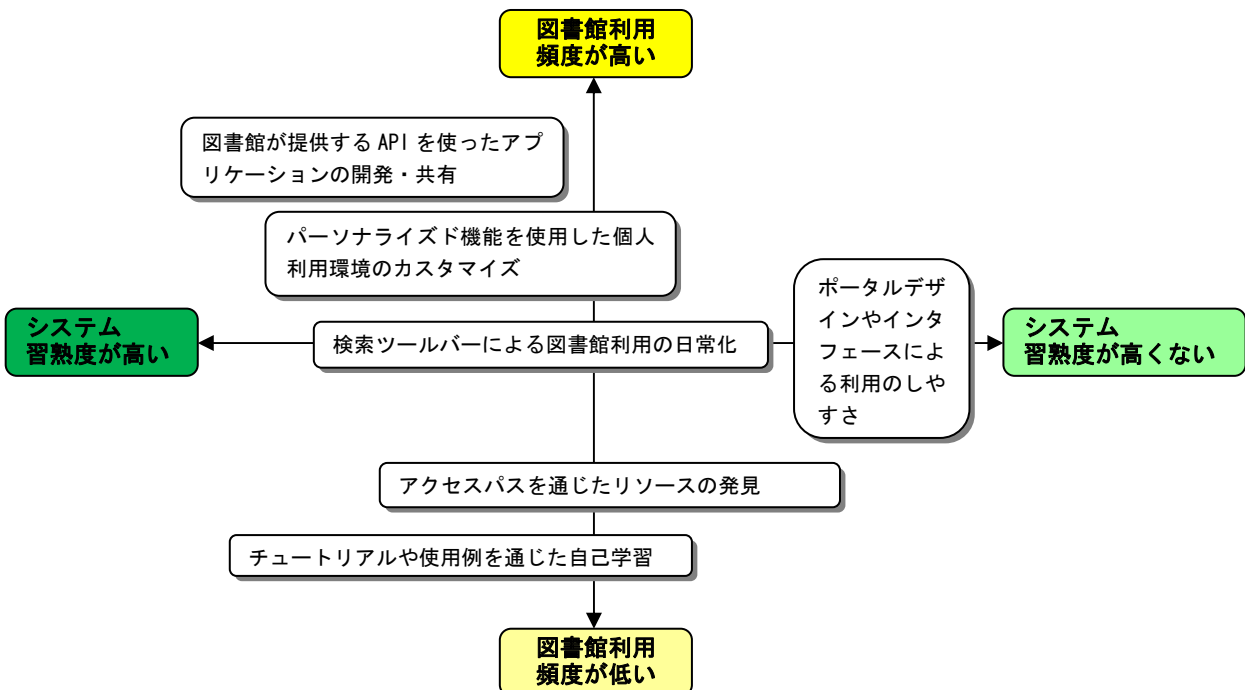 図書館利用
頻度が高い
図書館が提供する API を使ったアプ
リケーションの開発・共有
パーソナライズド機能を使用した個人
利用環境のカスタマイズ
ポータルデザ
インやインタ
フェースによ
る利用のしや
すさ
システム
習熟度が高い
検索ツールバーによる図書館利用の日常化
システム
習熟度が高くない
アクセスパスを通じたリソースの発見
チュートリアルや使用例を通じた自己学習
図書館利用
頻度が低い